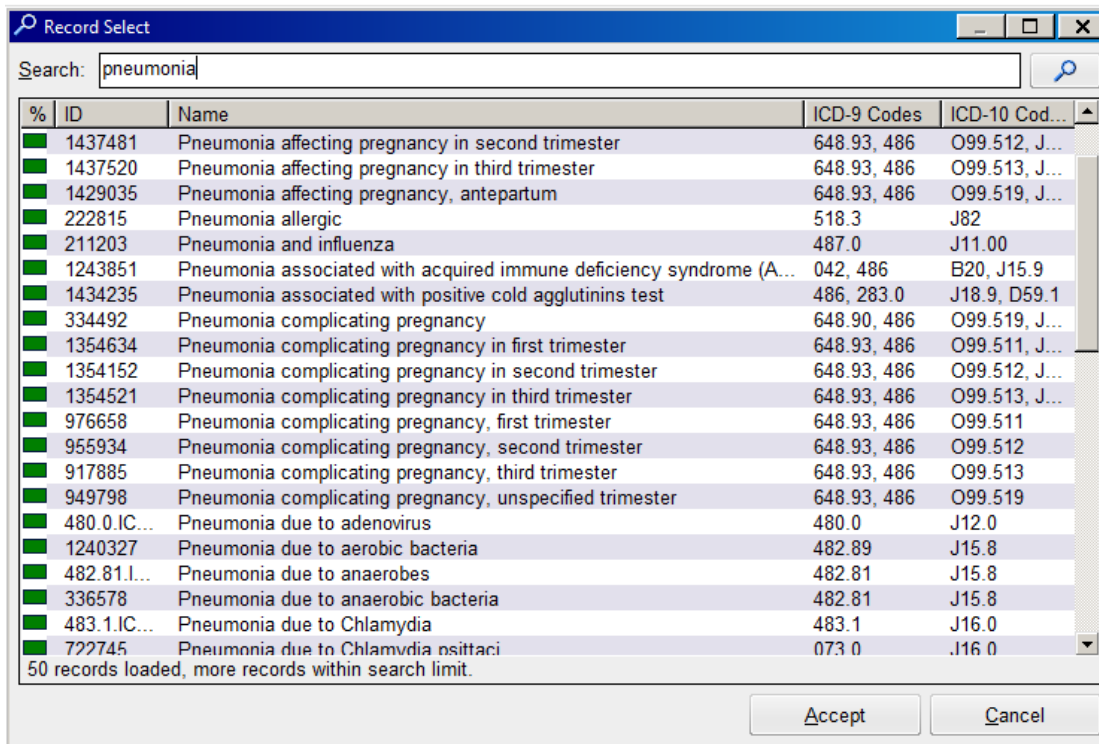 Record Select
Search: pneumonia
% ID Name ICD-9 Codes ICD-10 Cod...
1437481 Pneumonia affecting pregnancy in second trimester 648.93, 486 O99.512, J...
1437520 Pneumonia affecting pregnancy in third trimester 648.93, 486 O99.513, J...
1429035 Pneumonia affecting pregnancy, antepartum 648.93, 486 O99.519, J...
222815 Pneumonia allergic 518.3 J82
211203 Pneumonia and influenza 487.0 J11.00
1243851 Pneumonia associated with acquired immune deficiency syndrome (A... 042, 486 B20, J15.9
1434235 Pneumonia associated with positive cold agglutinins test 486, 283.0 J18.9, D59.1
334492 Pneumonia complicating pregnancy 648.90, 486 O99.519, J...
1354634 Pneumonia complicating pregnancy in first trimester 648.93, 486 O99.511, J...
1354152 Pneumonia complicating pregnancy in second trimester 648.93, 486 O99.512, J...
1354521 Pneumonia complicating pregnancy in third trimester 648.93, 486 O99.513, J...
976658 Pneumonia complicating pregnancy, first trimester 648.93, 486 O99.511
955934 Pneumonia complicating pregnancy, second trimester 648.93, 486 O99.512
917885 Pneumonia complicating pregnancy, third trimester 648.93, 486 O99.513
949798 Pneumonia complicating pregnancy, unspecified trimester 648.93, 486 O99.519
480.0.IC... Pneumonia due to adenovirus 480.0 J12.0
1240327 Pneumonia due to aerobic bacteria 482.89 J15.8
482.81.I... Pneumonia due to anaerobes 482.81 J15.8
336578 Pneumonia due to anaerobic bacteria 482.81 J15.8
483.1.IC... Pneumonia due to Chlamydia 483.1 J16.0
722745 Pneumonia due to Chlamydia psittaci 073.0 J16.0
50 records loaded, more records within search limit.
Accept Cancel